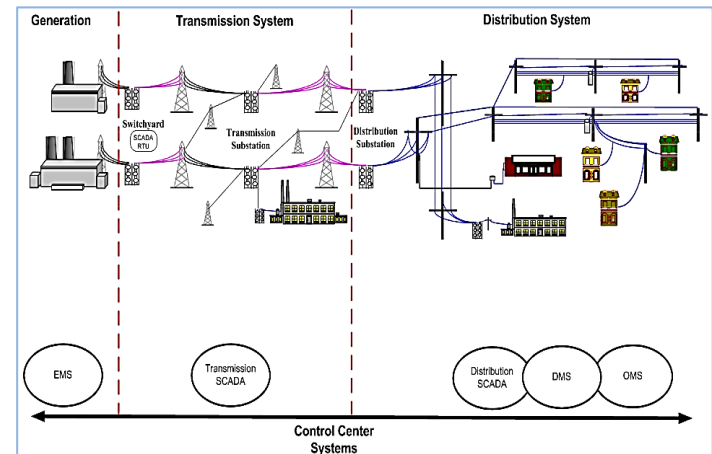 Generation
Transmission System
Distribution System
Switchyard
SCADA
RTU
Transmission
Substation
Distribution
Substation
EMS
Transmission
SCADA
Distribution
SCADA
DMS
OMS
Control Center
Systems